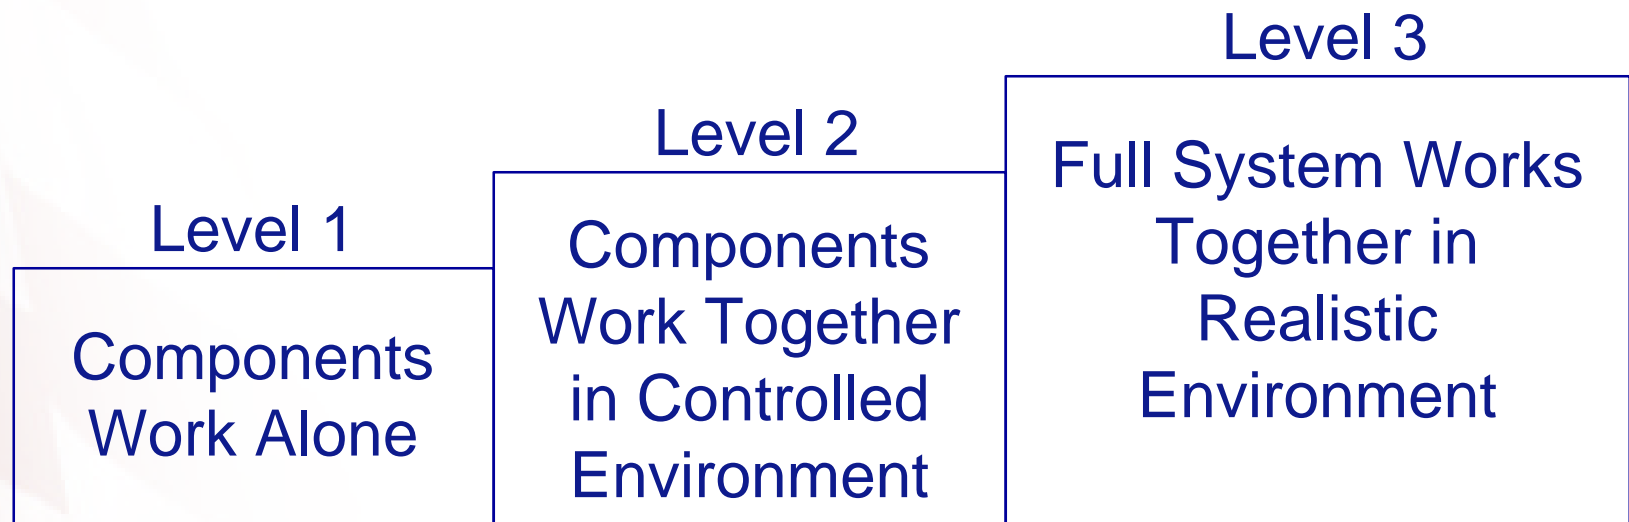 Level 1
Components
Work Alone
Level 2
Components
Work Together
in Controlled
Environment
Level 3
Full System Works
Together in
Realistic
Environment